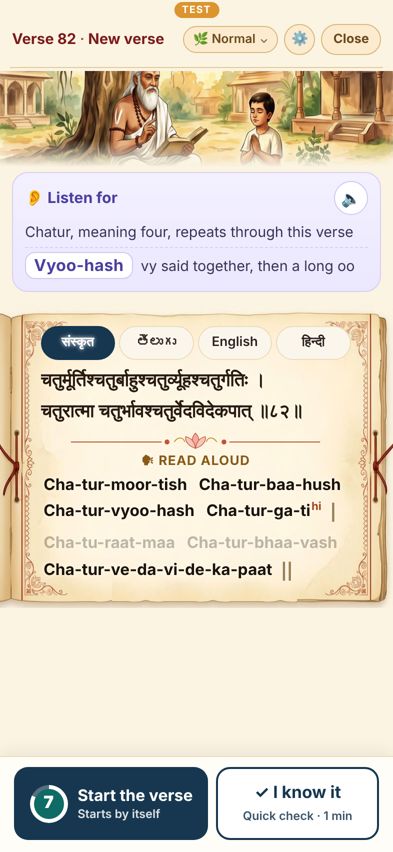 TEST
Verse 82 · New verse
🌿 Normal
⚙️
Close
👂 Listen for
🔈
Chatur, meaning four, repeats through this verse
Vyoo-hash vy said together, then a long oo
संस्कृत తెలుగు English हिन्दी
चतुर्मूर्तिश्चतुर्बाहुश्चतुर्व्यूहश्चतुर्गतिः ।
चतुरात्मा चतुर्भावश्चतुर्वेदविदेकपात् ॥८२॥
🗣 READ ALOUD
Cha-tur-moor-tish Cha-tur-baa-hush
Cha-tur-vyoo-hash Cha-tur-ga-tihi |
Cha-tu-raat-maa Cha-tur-bhaa-vash
Cha-tur-ve-da-vi-de-ka-paat ||
7 Start the verse
Starts by itself
✓ I know it
Quick check · 1 min